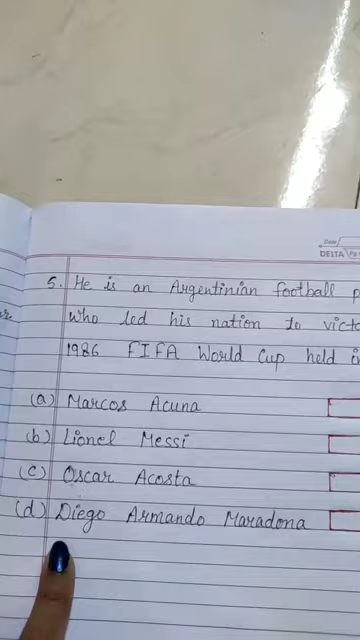 Date
DELTA
5. He is an Argentinian football
who led his nation to
1986 FIFA World Cup held
(a) Marcos Acuna
(b) Lionel Messi
(c) Oscar Acosta
(d) Diego Armando Maradona